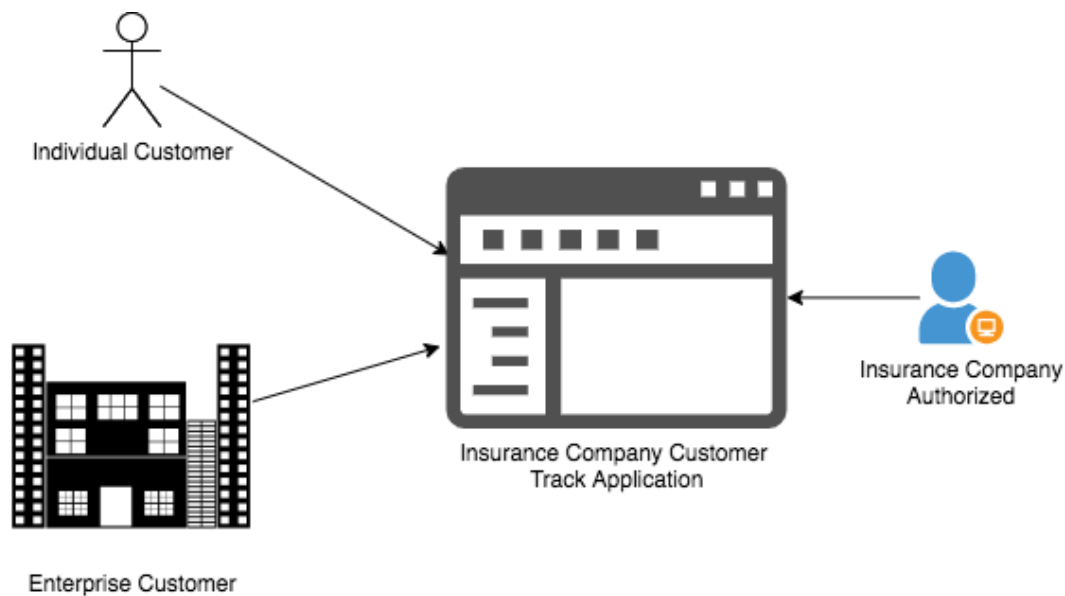 Individual Customer
Insurance Company
Authorized
Insurance Company Customer
Track Application
Enterprise Customer